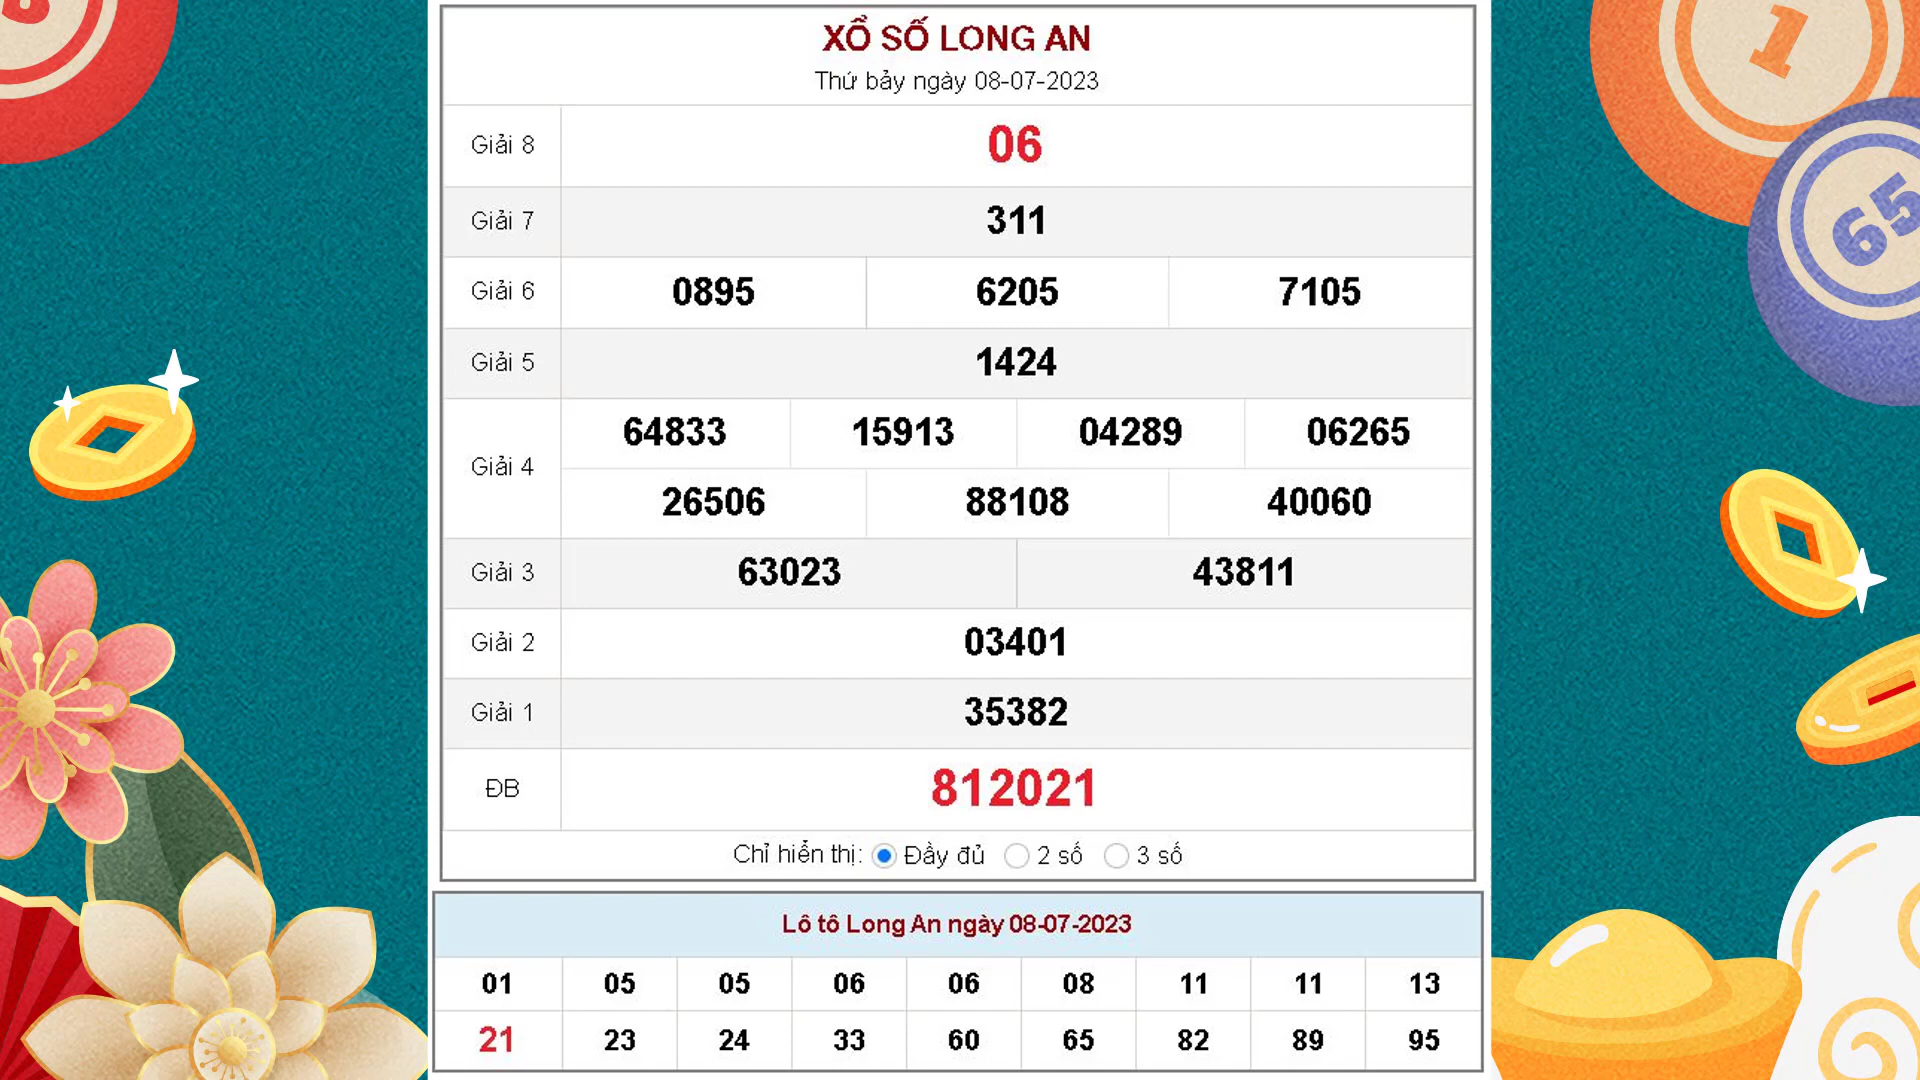 XỔ SỐ LONG AN
Thứ bảy ngày 08-07-2023
Giải 8 06
Giải 7 311
Giải 6 0895 6205 7105
Giải 5 1424
Giải 4 64833 15913 04289 06265
26506 88108 40060
Giải 3 63023 43811
Giải 2 03401
Giải 1 35382
ĐB 812021
Chỉ hiển thị: Đầy đủ 2 số 3 số
Lô tô Long An ngày 08-07-2023
01 05 05 06 06 08 11 11 13
21 23 24 33 60 65 82 89 95
1
65